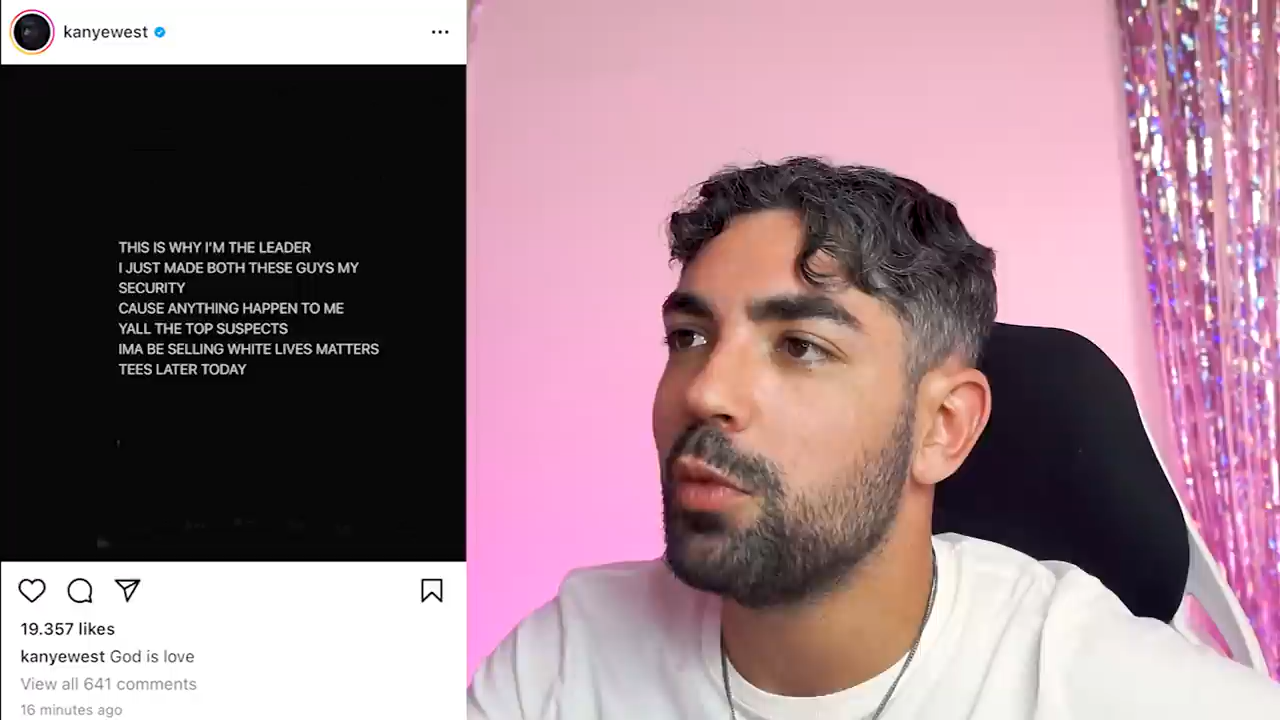 kanyewest
THIS IS WHY I'M THE LEADER
I JUST MADE BOTH THESE GUYS MY
SECURITY
CAUSE ANYTHING HAPPEN TO ME
YALL THE TOP SUSPECTS
IMA BE SELLING WHITE LIVES MATTERS
TEES LATER TODAY
19.357 likes
kanyewest God is love
View all 641 comments
16 minutes ago